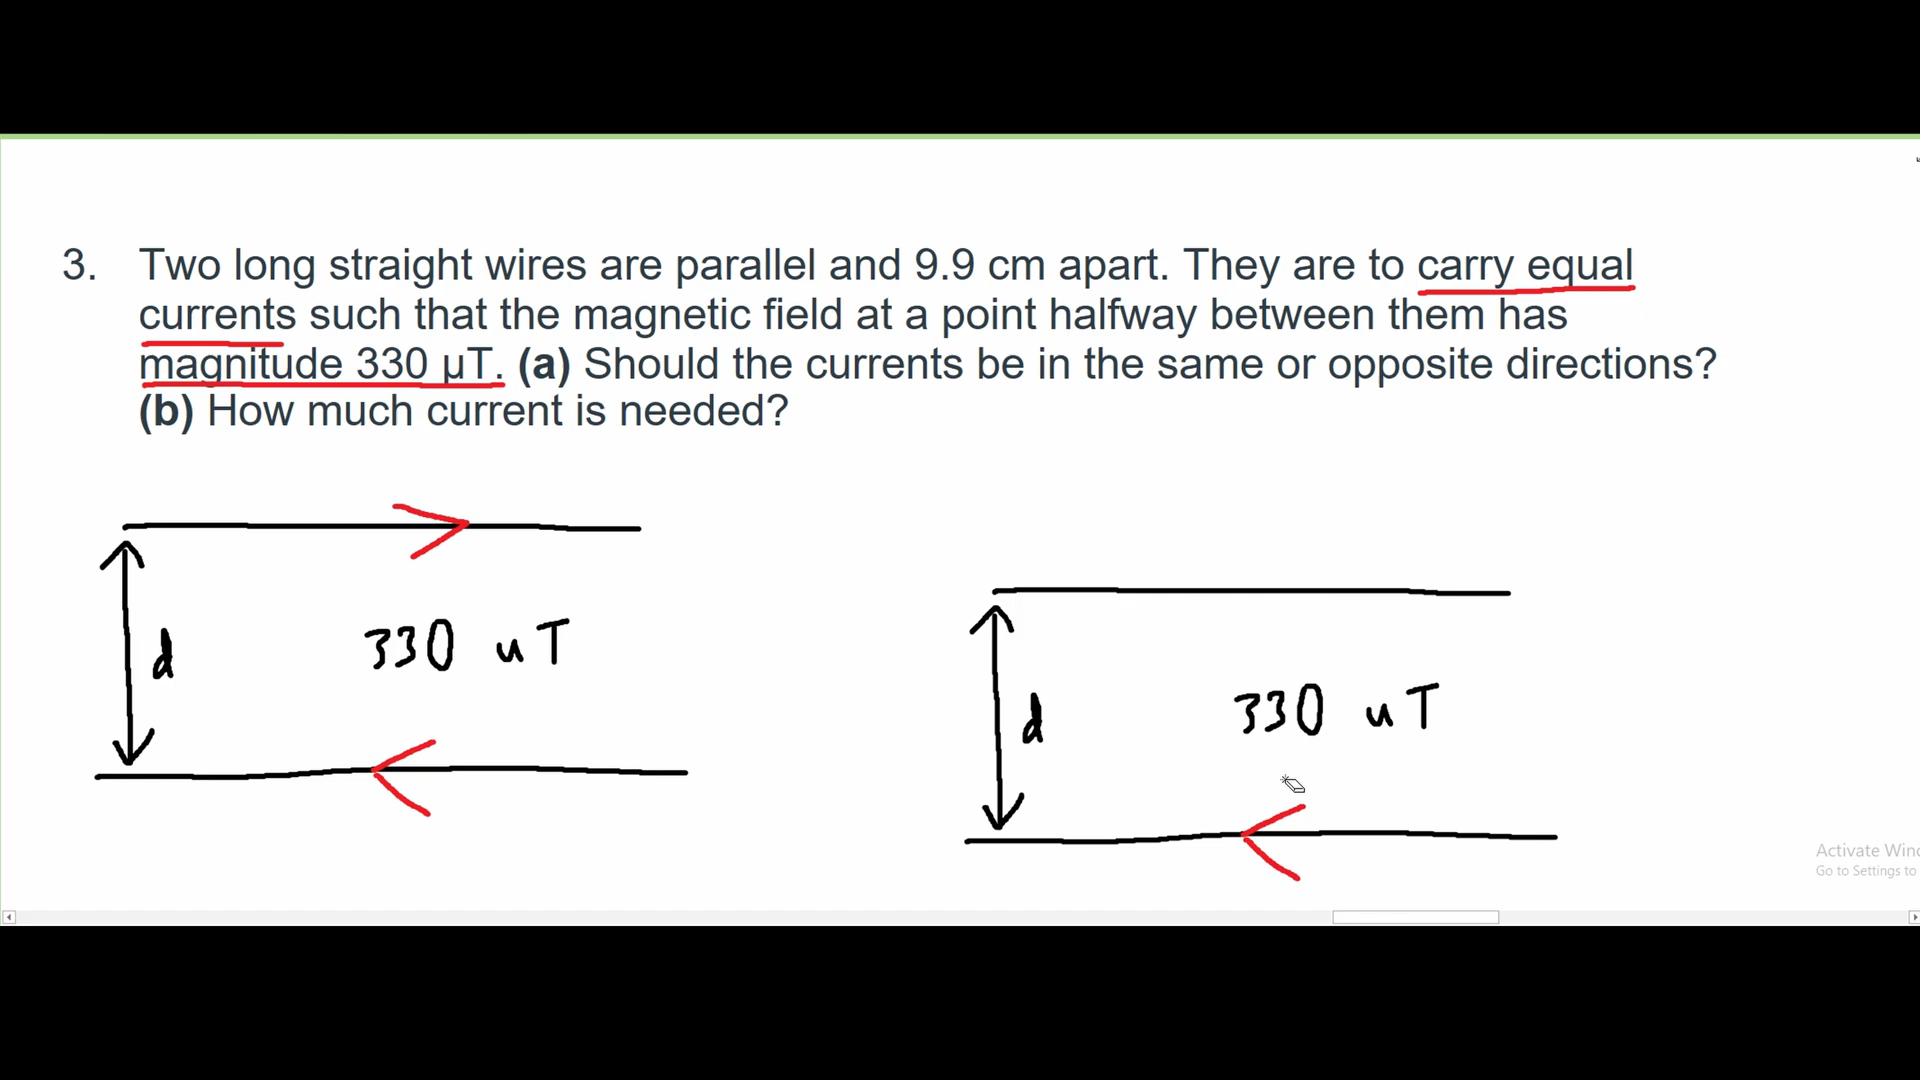 3. Two long straight wires are parallel and 9.9 cm apart. They are to carry equal
currents such that the magnetic field at a point halfway between them has
magnitude 330 μT. (a) Should the currents be in the same or opposite directions?
(b) How much current is needed?
d
330 uT
d
330 uT
Activate Winc
Go to Settings to